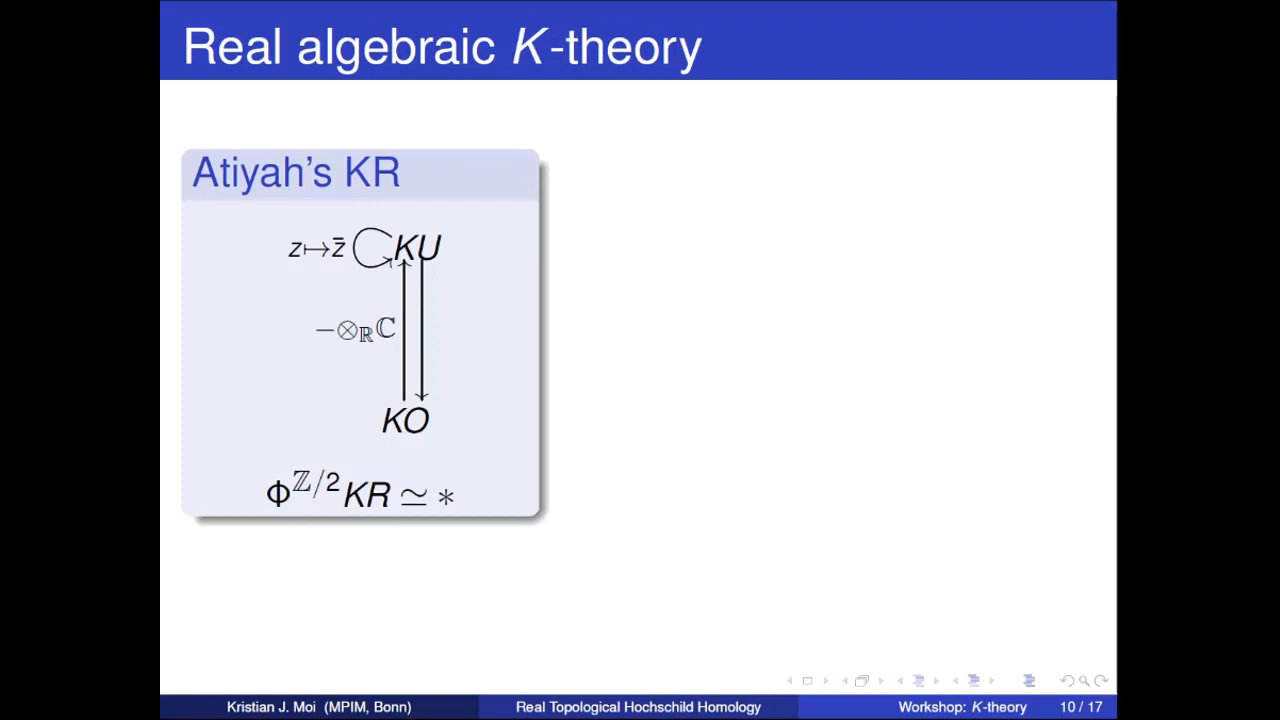 Real algebraic K-theory
Atiyah's KR
z↦z̄ KU
−⊗ℝℂ
KO
Φ^{ℤ/2}KR ≃ *
Kristian J. Moi (MPIM, Bonn) Real Topological Hochschild Homology Workshop: K-theory 10 / 17